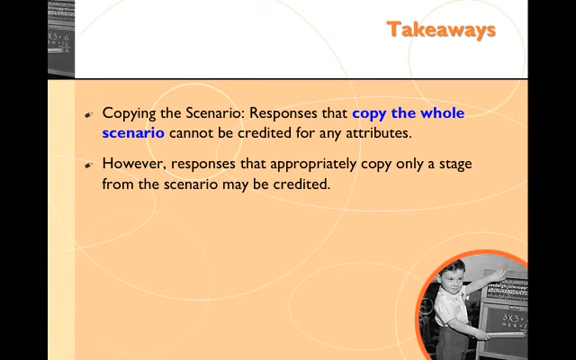 Takeaways
Copying the Scenario: Responses that copy the whole
scenario cannot be credited for any attributes.
However, responses that appropriately copy only a stage
from the scenario may be credited.